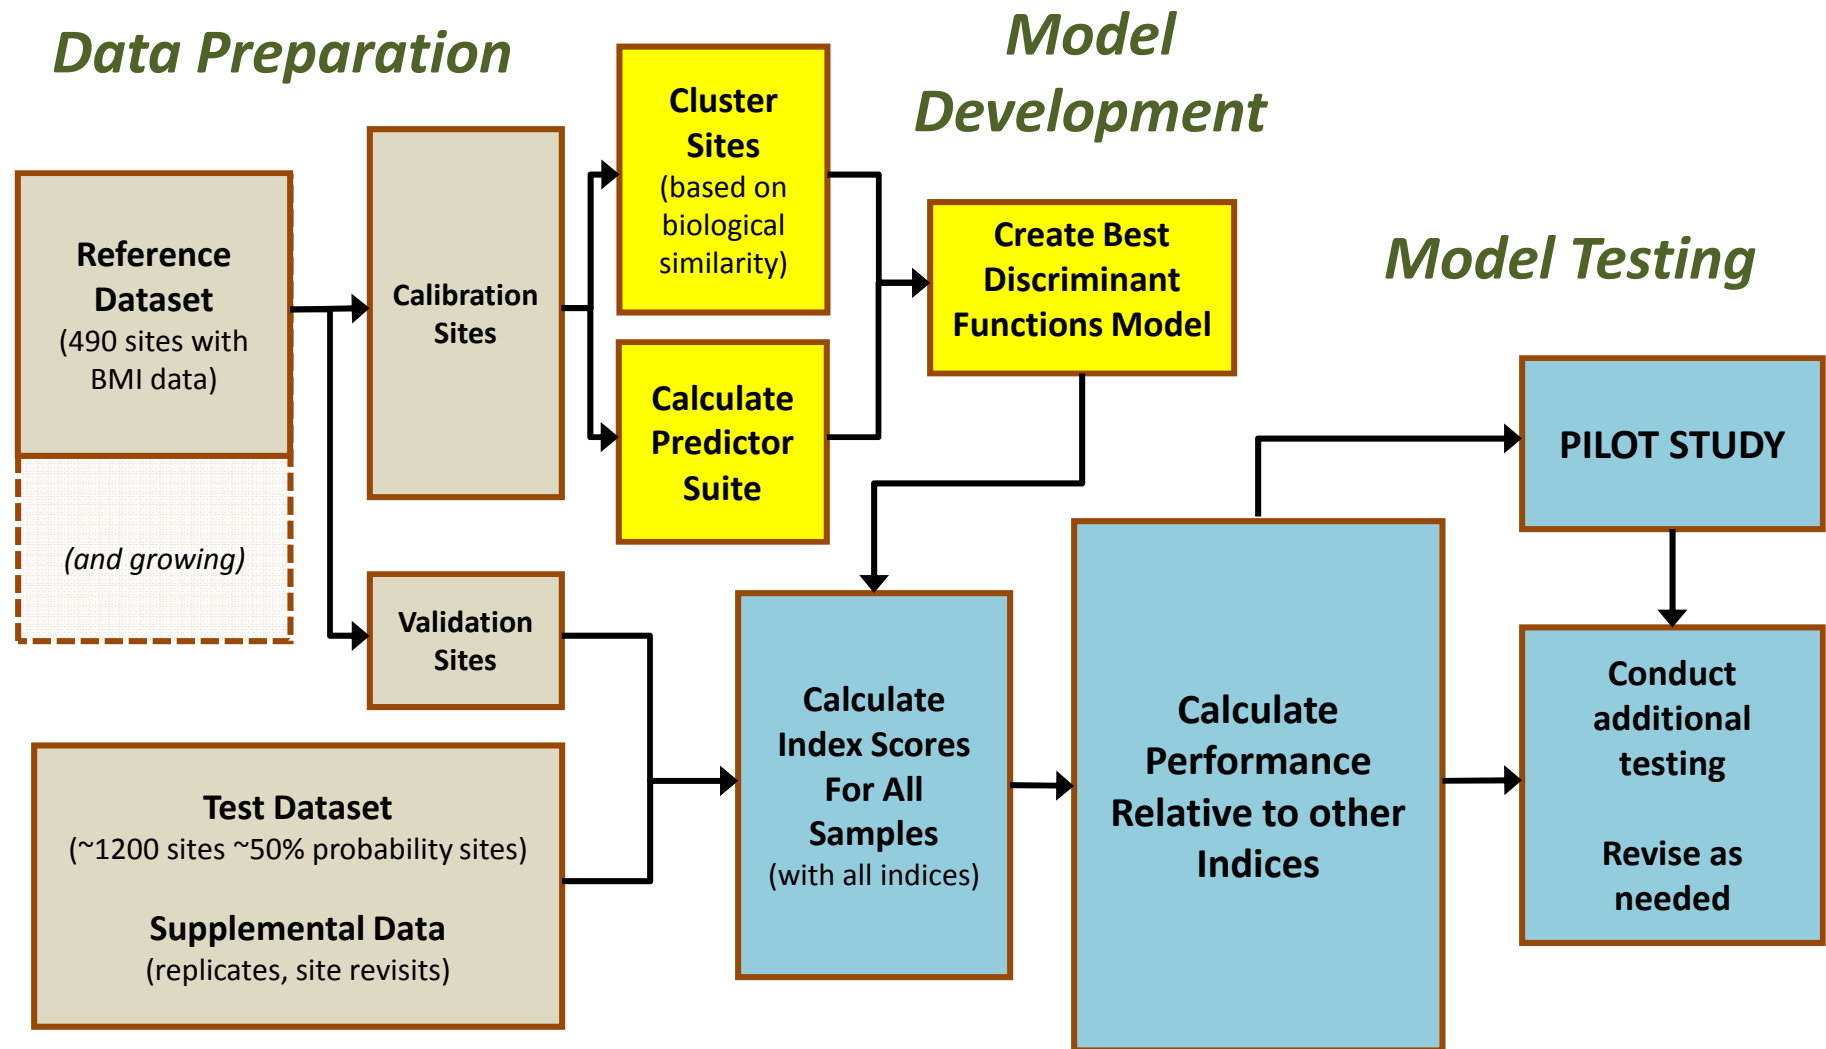 Data Preparation
Model
Development
Model Testing
Reference
Dataset
(490 sites with
BMI data)
(and growing)
Calibration
Sites
Validation
Sites
Test Dataset
(~1200 sites ~50% probability sites)
Supplemental Data
(replicates, site revisits)
Cluster
Sites
(based on
biological
similarity)
Calculate
Predictor
Suite
Create Best
Discriminant
Functions Model
Calculate
Index Scores
For All
Samples
(with all indices)
Calculate
Performance
Relative to other
Indices
PILOT STUDY
Conduct
additional
testing
Revise as
needed